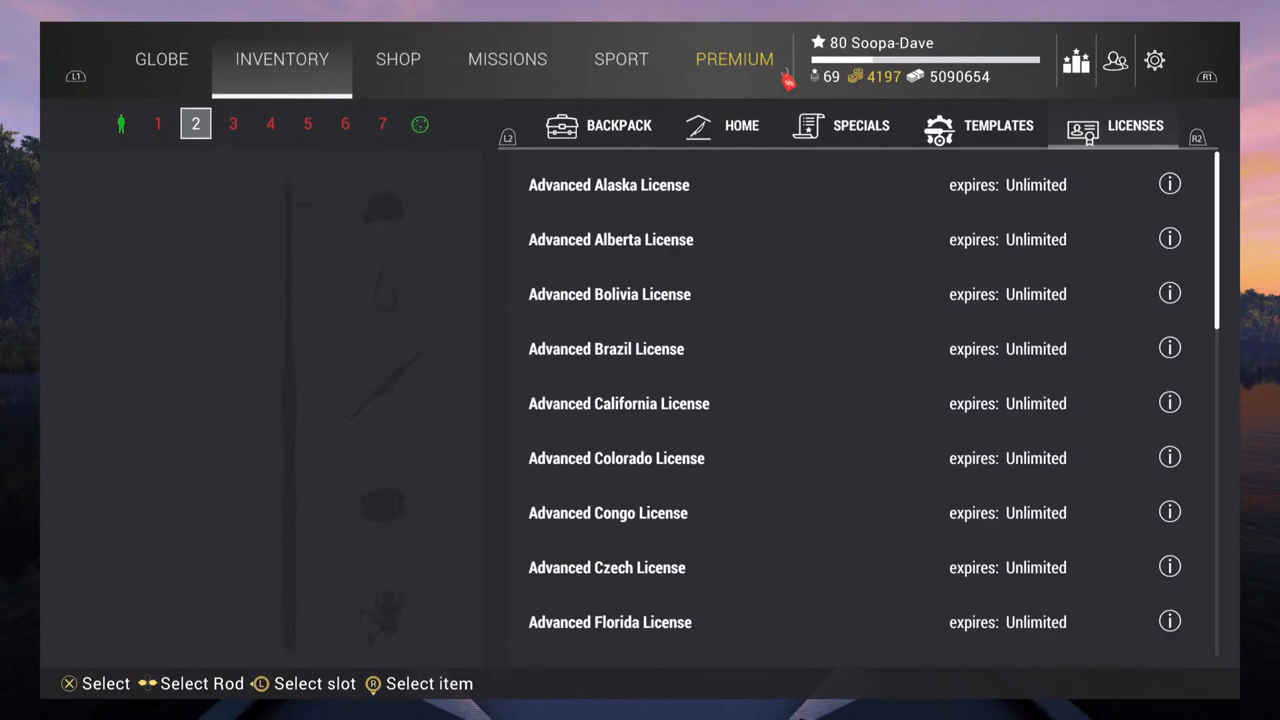 L1
GLOBE INVENTORY SHOP MISSIONS SPORT PREMIUM
80 Soopa-Dave
69 4197 5090654
R1
1 2 3 4 5 6 7
L2 BACKPACK HOME SPECIALS TEMPLATES LICENSES R2
Advanced Alaska License expires: Unlimited
Advanced Alberta License expires: Unlimited
Advanced Bolivia License expires: Unlimited
Advanced Brazil License expires: Unlimited
Advanced California License expires: Unlimited
Advanced Colorado License expires: Unlimited
Advanced Congo License expires: Unlimited
Advanced Czech License expires: Unlimited
Advanced Florida License expires: Unlimited
Select Select Rod L Select slot R Select item